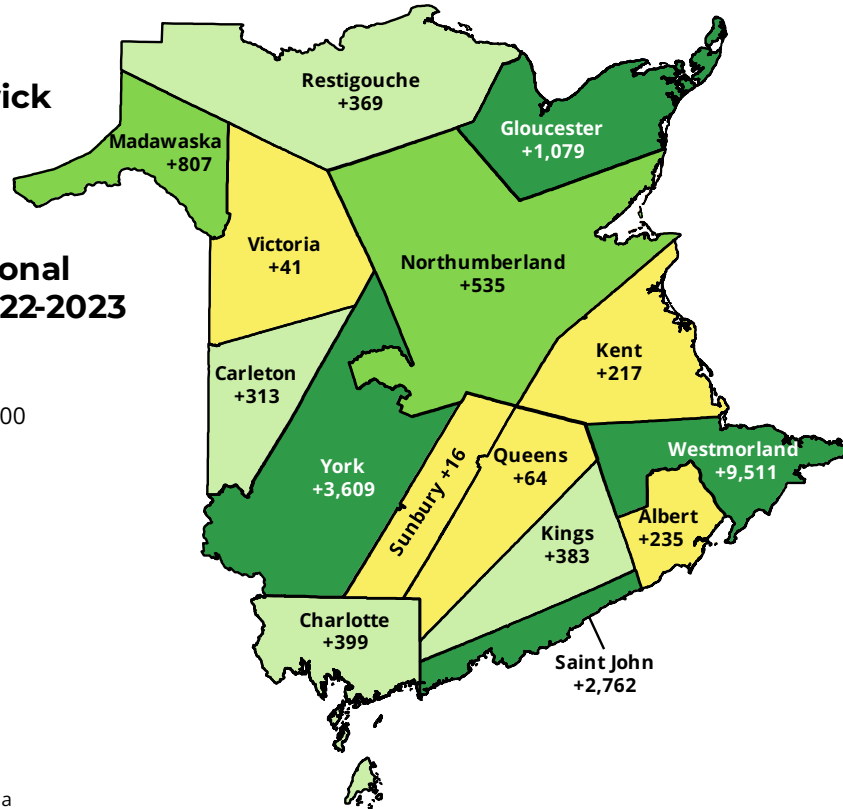 ick
onal
22-2023
00
Restigouche
+369
Gloucester
+1,079
Madawaska
+807
Victoria
+41
Northumberland
+535
Kent
+217
Carleton
+313
Westmorland
+9,511
York
+3,609
Sunbury +16
Queens
+64
Albert
+235
Kings
+383
Charlotte
+399
Saint John
+2,762
a